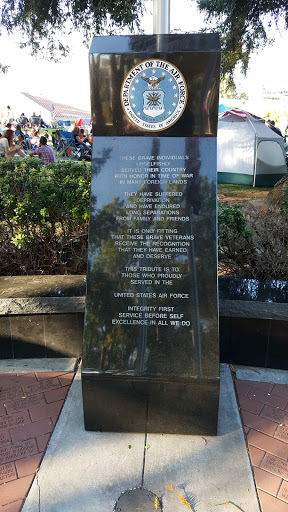 DEPARTMENT OF THE AIR FORCE
THESE BRAVE INDIVIDUALS
UNSELFISHLY
SERVED THEIR COUNTRY
WITH HONOR IN TIME OF WAR
IN MANY FOREIGN LANDS
THEY HAVE SUFFERED
DEPRIVATION
AND HAVE ENDURED
LONG SEPARATIONS
FROM FAMILY AND FRIENDS
IT IS ONLY FITTING
THAT THESE BRAVE VETERANS
RECEIVE THE RECOGNITION
THAT THEY HAVE EARNED
AND DESERVE
THIS TRIBUTE IS TO
THOSE WHO PROUDLY
SERVED IN THE
UNITED STATES AIR FORCE
INTEGRITY FIRST
SERVICE BEFORE SELF
EXCELLENCE IN ALL WE DO